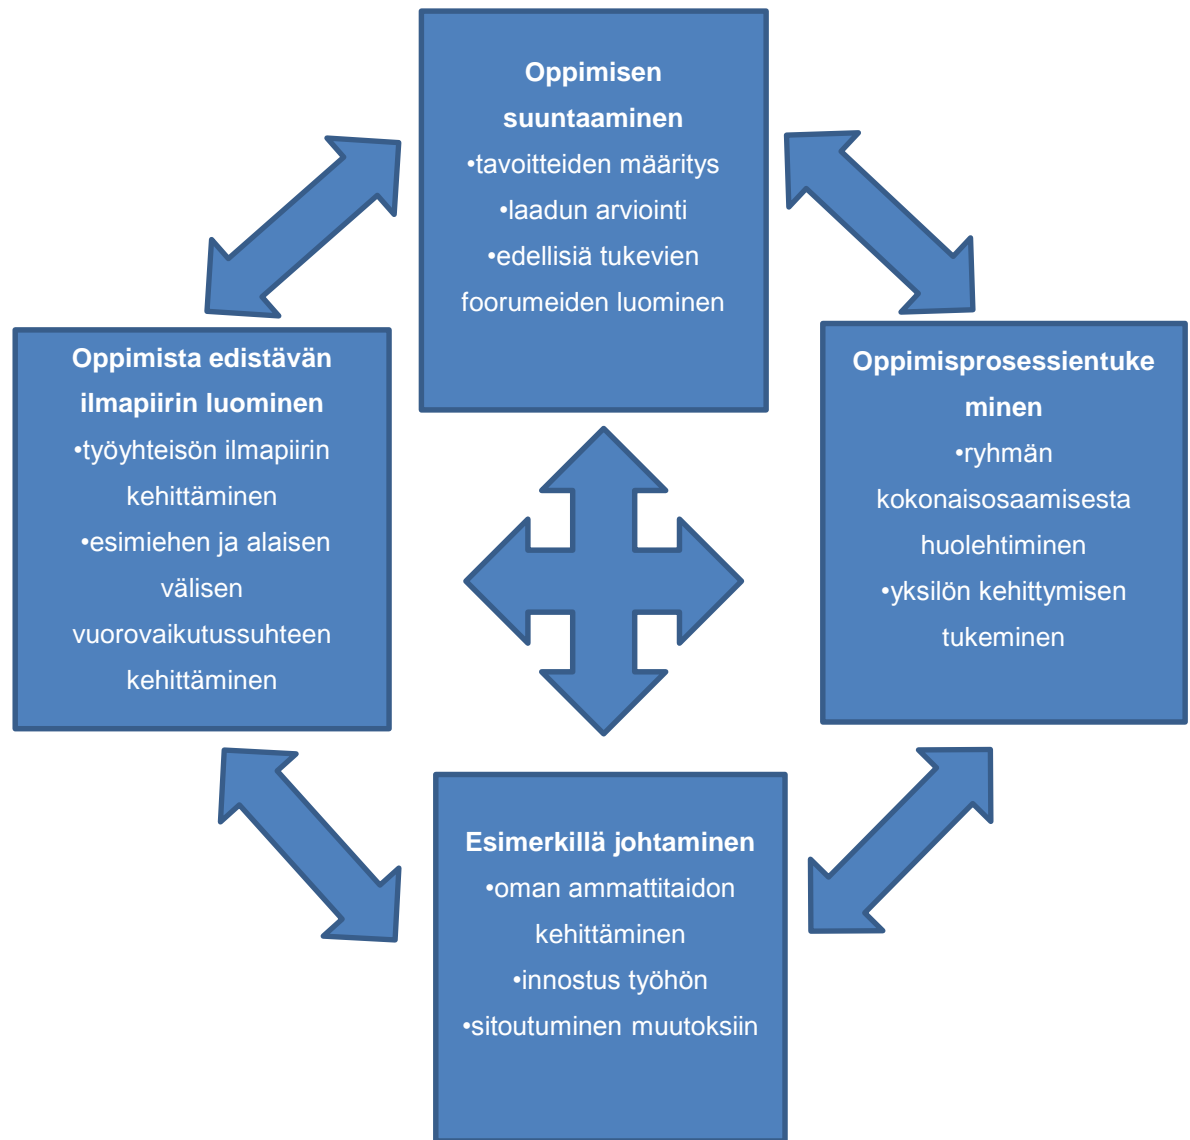 Oppimisen
suuntaaminen
•tavoitteiden määritys
•laadun arviointi
•edellisiä tukevien
foorumeiden luominen
Oppimista edistävän
ilmapiirin luominen
•työyhteisön ilmapiirin
kehittäminen
•esimiehen ja alaisen
välisen
vuorovaikutussuhteen
kehittäminen
Oppimisprosessientuke
minen
•ryhmän
kokonaisosaamisesta
huolehtiminen
•yksilön kehittymisen
tukeminen
Esimerkillä johtaminen
•oman ammattitaidon
kehittäminen
•innostus työhön
•sitoutuminen muutoksiin